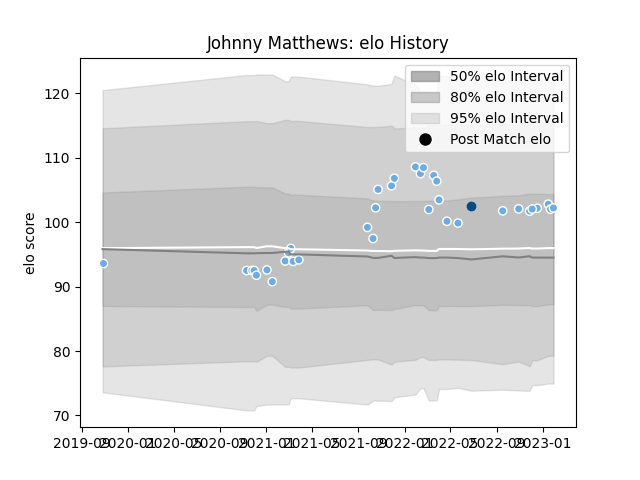 Johnny Matthews: elo History
50% elo Interval
80% elo Interval
95% elo Interval
Post Match elo
elo score
120
110
100
90
80
70
2019-09 2020-01 2020-05 2020-09 2021-01 2021-05 2021-09 2022-01 2022-05 2022-09 2023-01